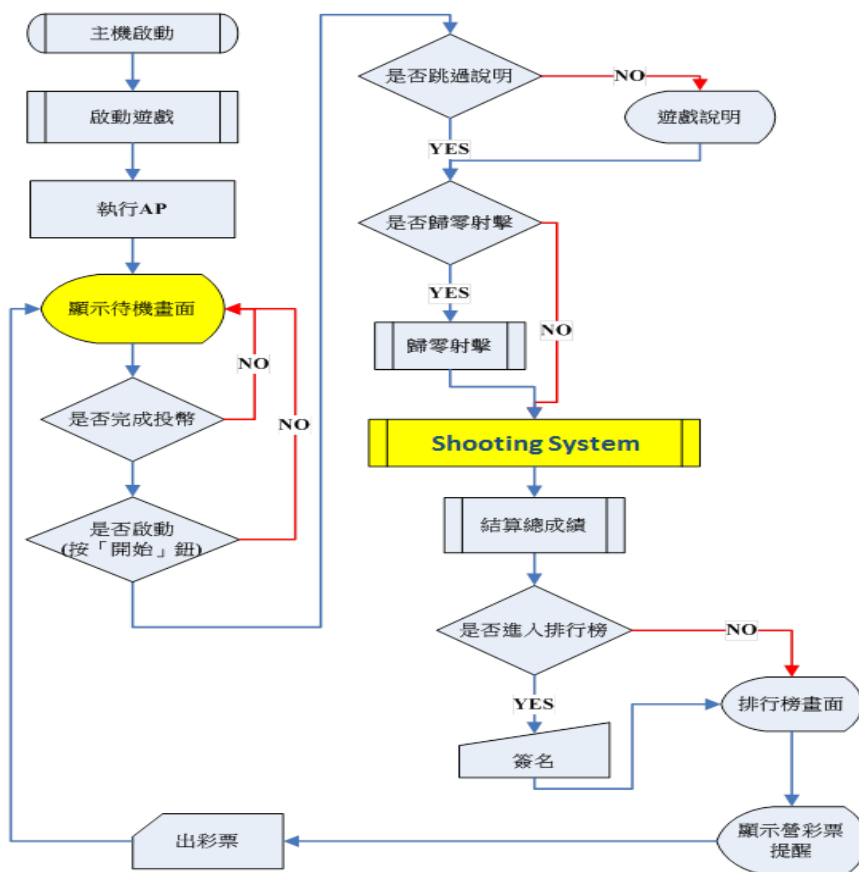 主機啟動
啟動遊戲
執行AP
顯示待機畫面
NO
是否完成投幣
NO
是否啟動
(按「開始」鈕)
是否跳過說明
NO
遊戲說明
YES
是否歸零射擊
YES
NO
歸零射擊
Shooting System
結算總成績
是否進入排行榜
NO
YES
排行榜畫面
簽名
顯示營彩票
提醒
出彩票